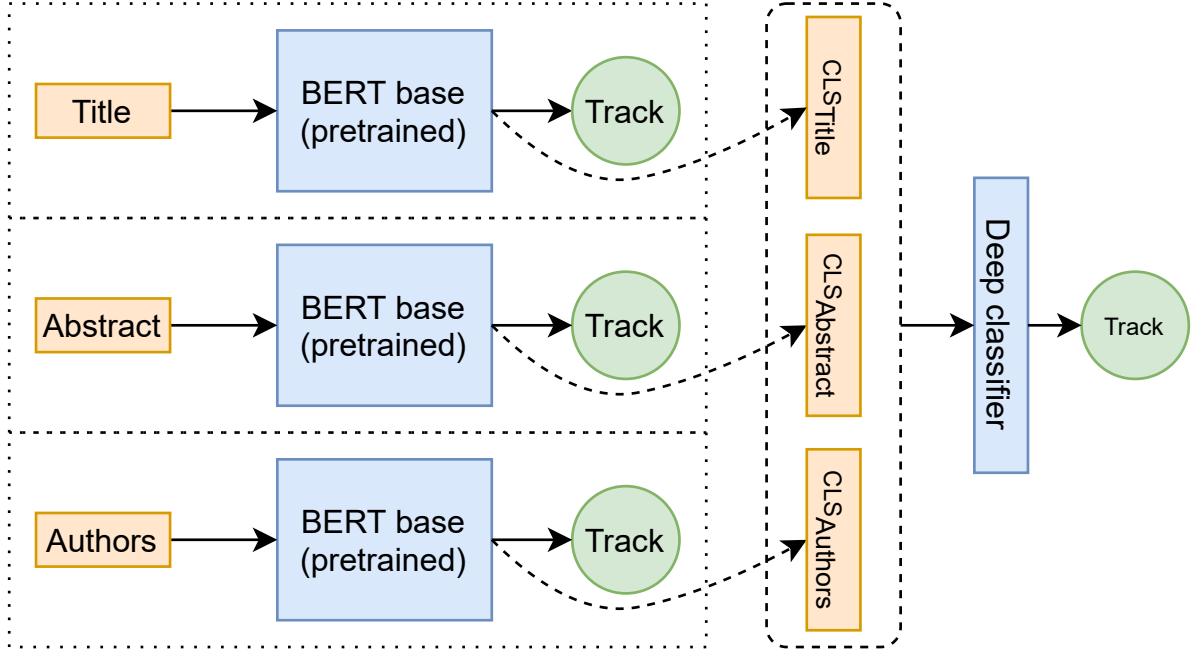 Title
BERT base
(pretrained)
Track
CLSTitle
Abstract
BERT base
(pretrained)
Track
CLSAbstract
Authors
BERT base
(pretrained)
Track
CLSAuthors
Deep classifier
Track